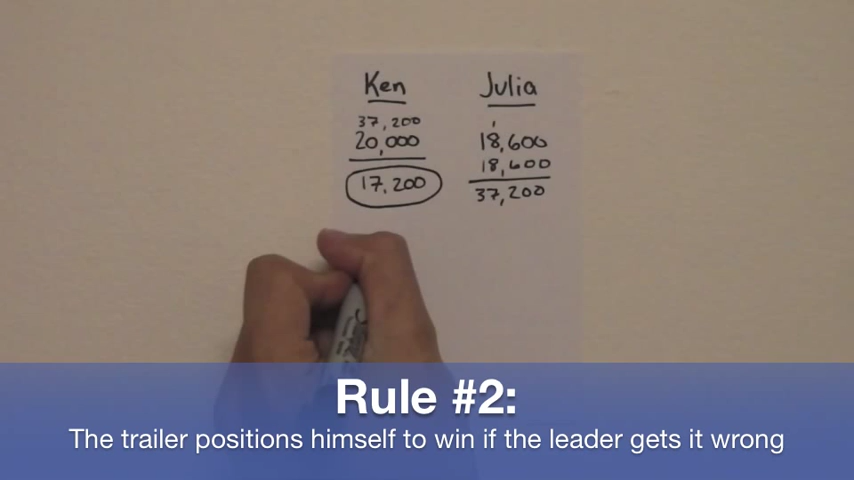 Ken
37,200
20,000
17,200
Julia
1
18,600
18,600
37,200
Rule #2:
The trailer positions himself to win if the leader gets it wrong